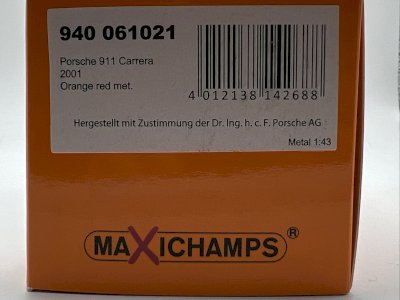 940 061021
Porsche 911 Carrera
2001
Orange red met.
4 012138 142688
Hergestellt mit Zustimmung der Dr. Ing. h. c. F. Porsche AG
Metal 1:43
MAXICHAMPS®